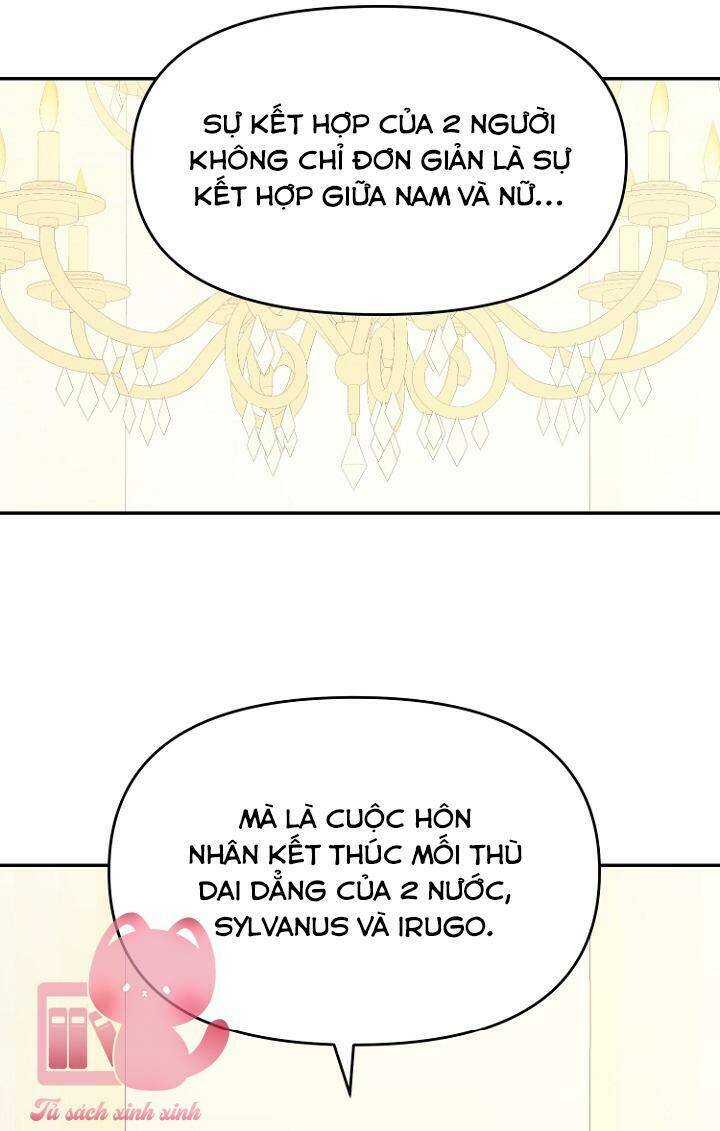 SỰ KẾT HỢP CỦA 2 NGƯỜI
KHÔNG CHỈ ĐƠN GIẢN LÀ SỰ
KẾT HỢP GIỮA NAM VÀ NỮ...
MÀ LÀ CUỘC HÔN
NHÂN KẾT THÚC MỐI THÙ
DAI DẲNG CỦA 2 NƯỚC,
SYLVANUS VÀ IRUGO.
Tủ sách xinh xinh